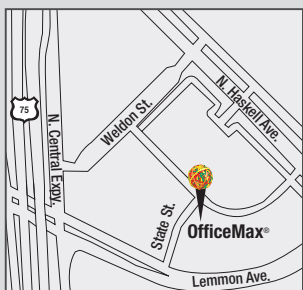 N. Haskell Ave.
75
Weldon St.
N. Central Expy.
State St.
OfficeMax®
Lemmon Ave.